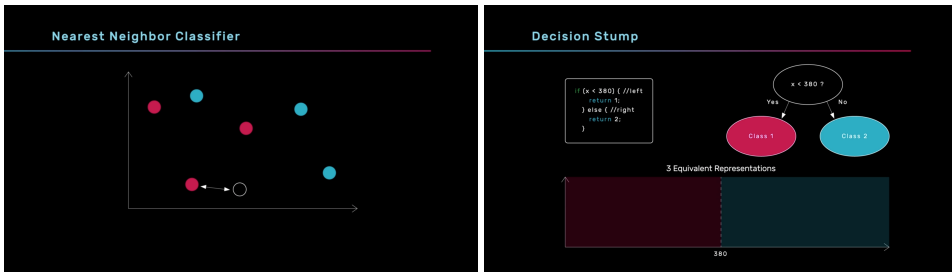 Nearest Neighbor Classifier
Decision Stump
if (x < 380) { //left
return 1;
} else { //right
return 2;
}
x < 380 ?
Yes
No
Class 1
Class 2
3 Equivalent Representations
380